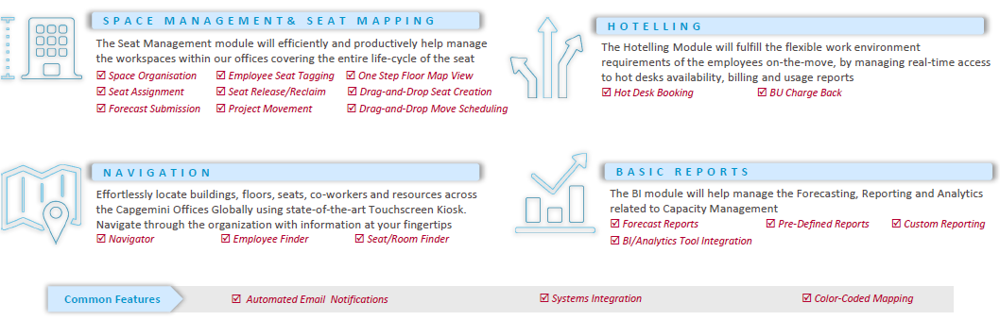 SPACE MANAGEMENT& SEAT MAPPING
The Seat Management module will efficiently and productively help manage
the workspaces within our offices covering the entire life-cycle of the seat
☑ Space Organisation ☑ Employee Seat Tagging ☑ One Step Floor Map View
☑ Seat Assignment ☑ Seat Release/Reclaim ☑ Drag-and-Drop Seat Creation
☑ Forecast Submission ☑ Project Movement ☑ Drag-and-Drop Move Scheduling
HOTELLING
The Hotelling Module will fulfill the flexible work environment
requirements of the employees on-the-move, by managing real-time access
to hot desks availability, billing and usage reports
☑ Hot Desk Booking ☑ BU Charge Back
NAVIGATION
Effortlessly locate buildings, floors, seats, co-workers and resources across
the Capgemini Offices Globally using state-of-the-art Touchscreen Kiosk.
Navigate through the organization with information at your fingertips
☑ Navigator ☑ Employee Finder ☑ Seat/Room Finder
BASIC REPORTS
The BI module will help manage the Forecasting, Reporting and Analytics
related to Capacity Management
☑ Forecast Reports ☑ Pre-Defined Reports ☑ Custom Reporting
☑ BI/Analytics Tool Integration
Common Features ☑ Automated Email Notifications ☑ Systems Integration ☑ Color-Coded Mapping